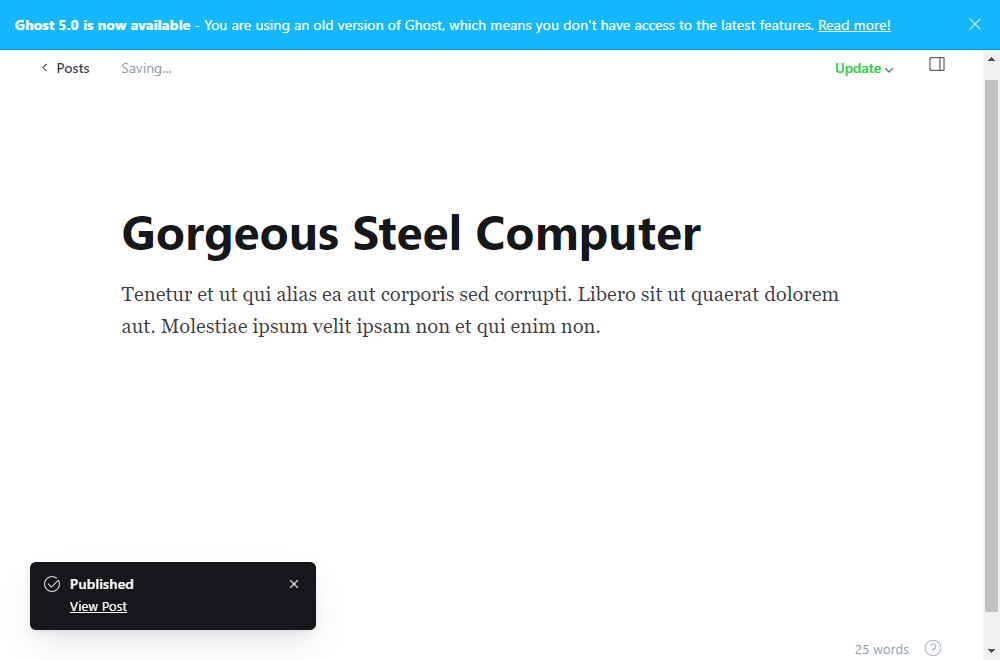 Ghost 5.0 is now available - You are using an old version of Ghost, which means you don't have access to the latest features. Read more!
Posts Saving... Update
Gorgeous Steel Computer
Tenetur et ut qui alias ea aut corporis sed corrupti. Libero sit ut quaerat dolorem
aut. Molestiae ipsum velit ipsam non et qui enim non.
Published
View Post
25 words ?